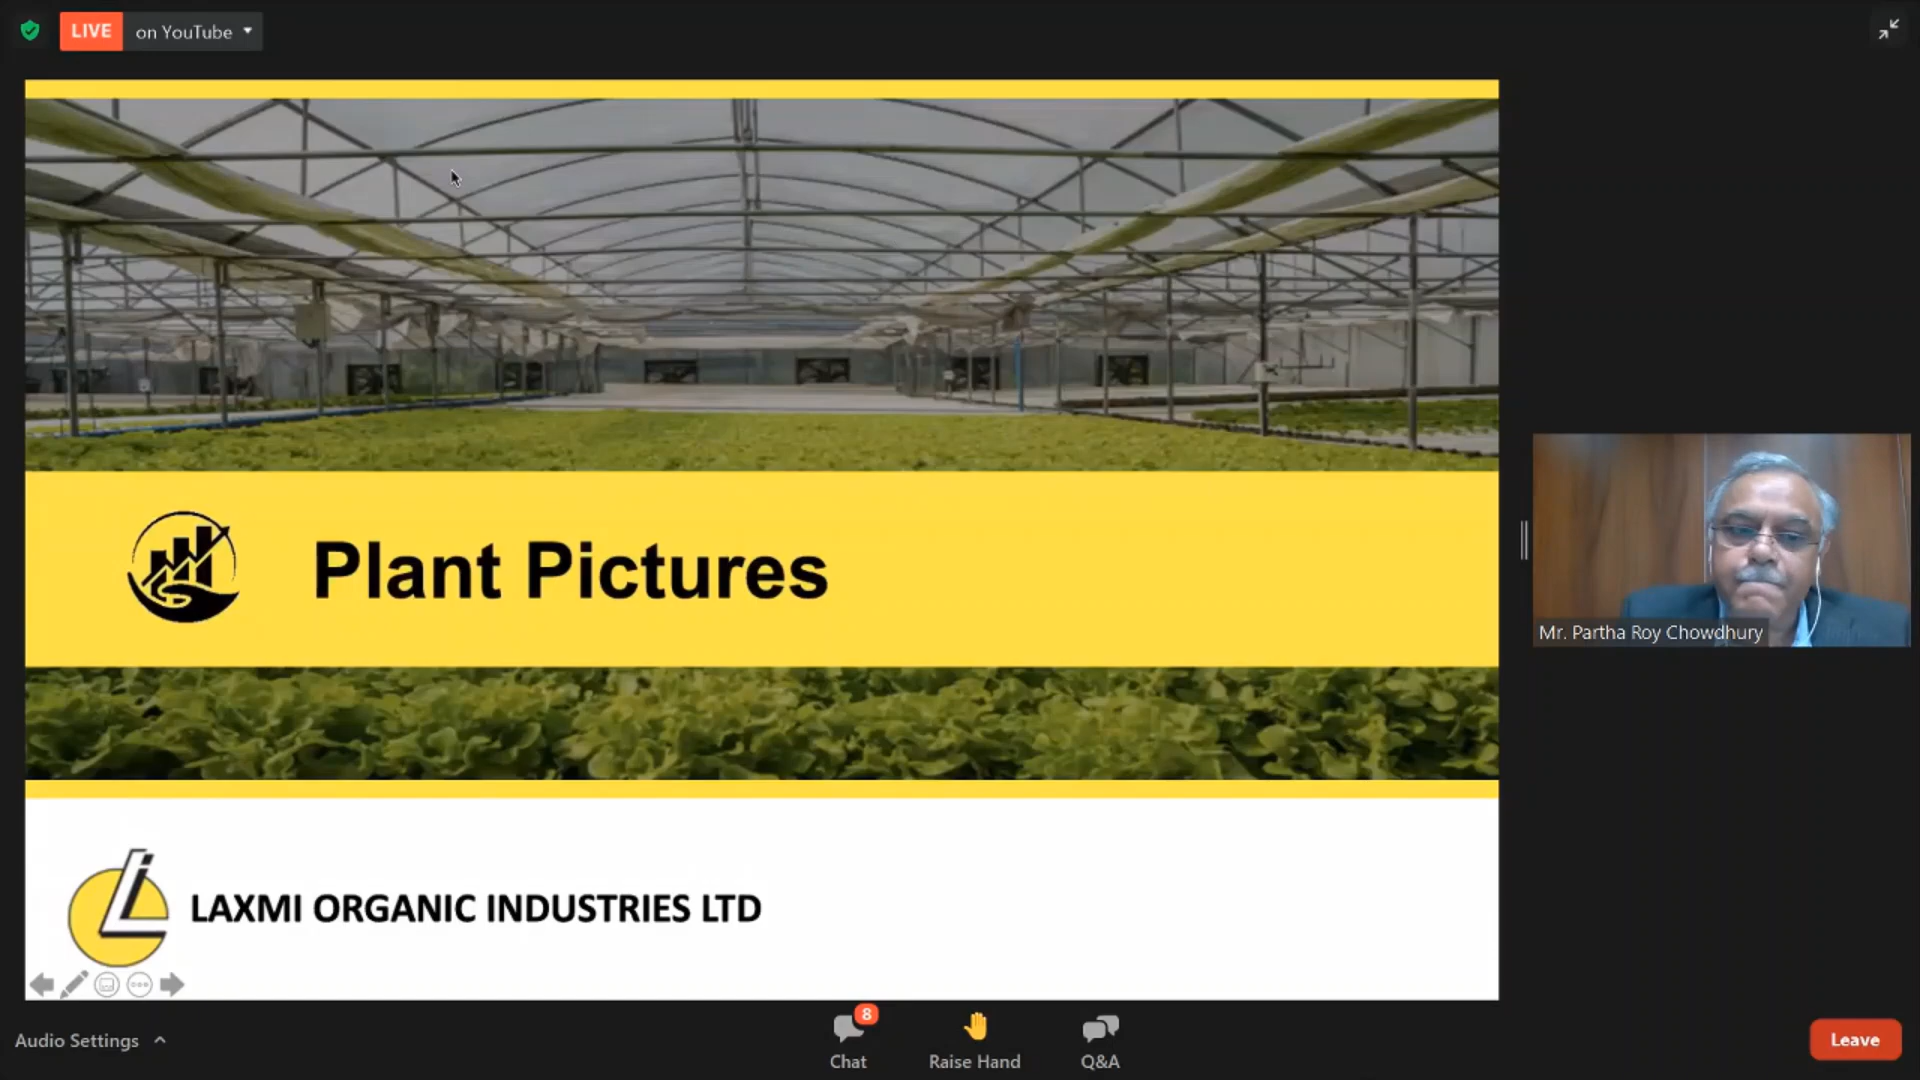 LIVE on YouTube
Plant Pictures
Mr. Partha Roy Chowdhury
LAXMI ORGANIC INDUSTRIES LTD
8
Audio Settings
Chat
Raise Hand
Q&A
Leave